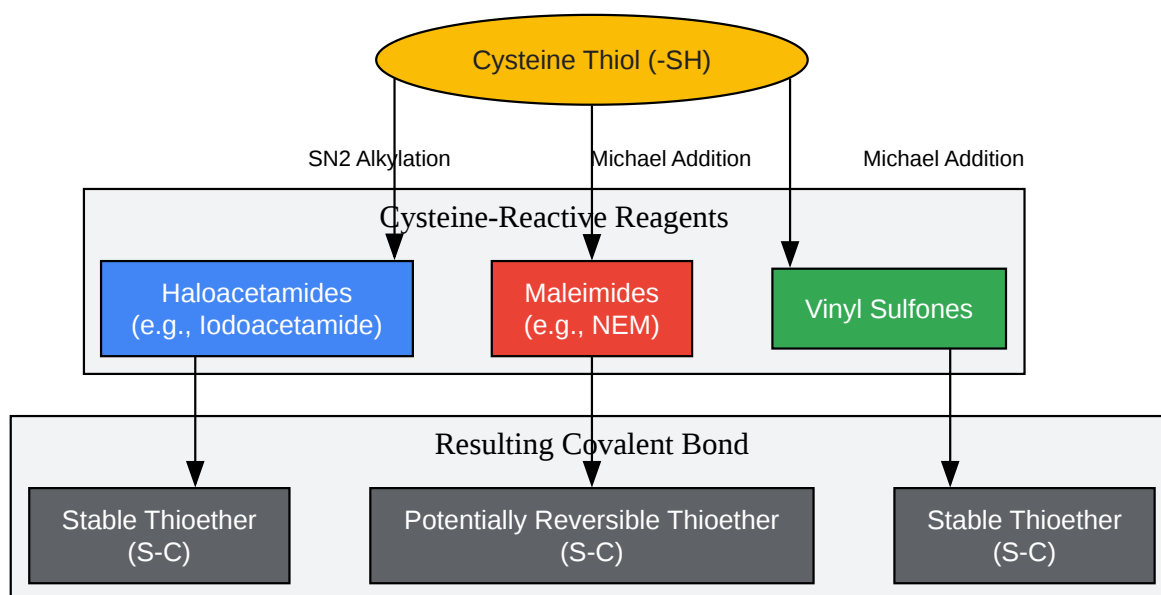 Cysteine Thiol (-SH)
SN2 Alkylation
Michael Addition
Michael Addition
Cysteine-Reactive Reagents
Haloacetamides
(e.g., Iodoacetamide)
Maleimides
(e.g., NEM)
Vinyl Sulfones
Resulting Covalent Bond
Stable Thioether
(S-C)
Potentially Reversible Thioether
(S-C)
Stable Thioether
(S-C)